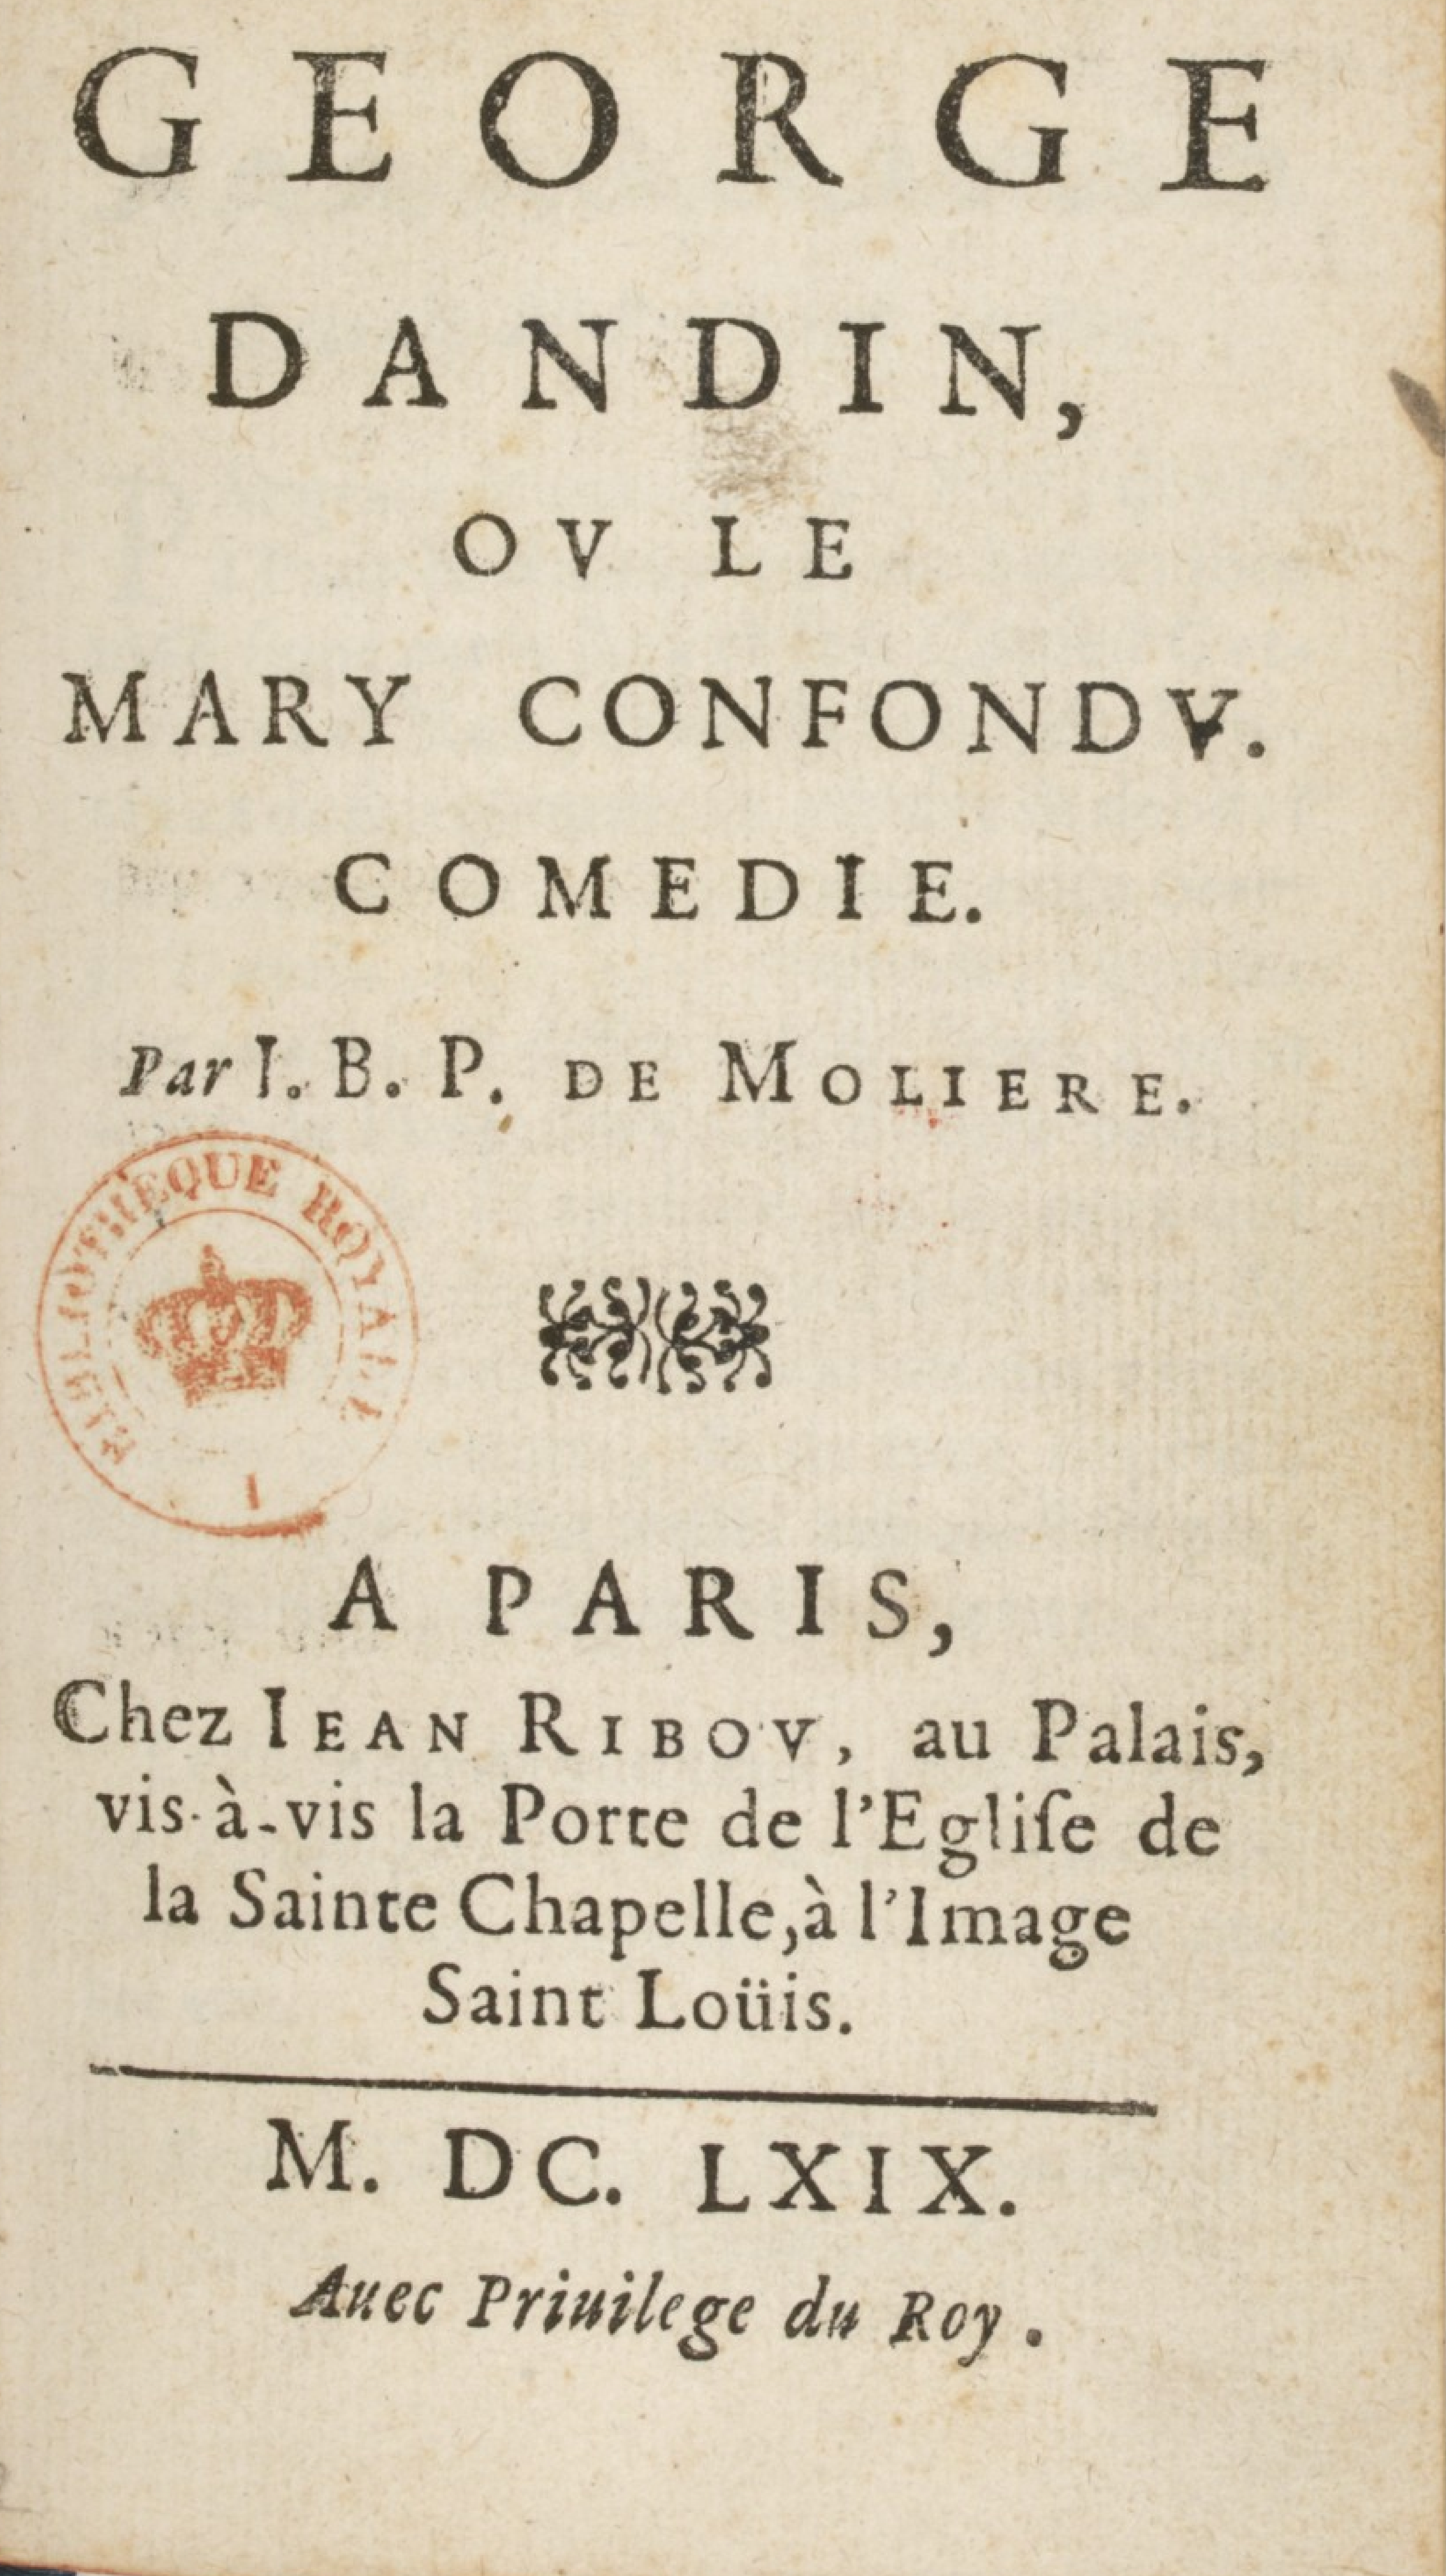 GEORGE
DANDIN,
OV LE
MARY CONFONDV.
COMEDIE.
Par I. B. P. DE MOLIERE.
BIBLIOTHEQUE ROYALE
I
A PARIS,
Chez IEAN RIBOV, au Palais,
vis-à-vis la Porte de l'Egliſe de
la Sainte Chapelle, à l'Image
Saint Loüis.
M. DC. LXIX.
Auec Priuilege du Roy.